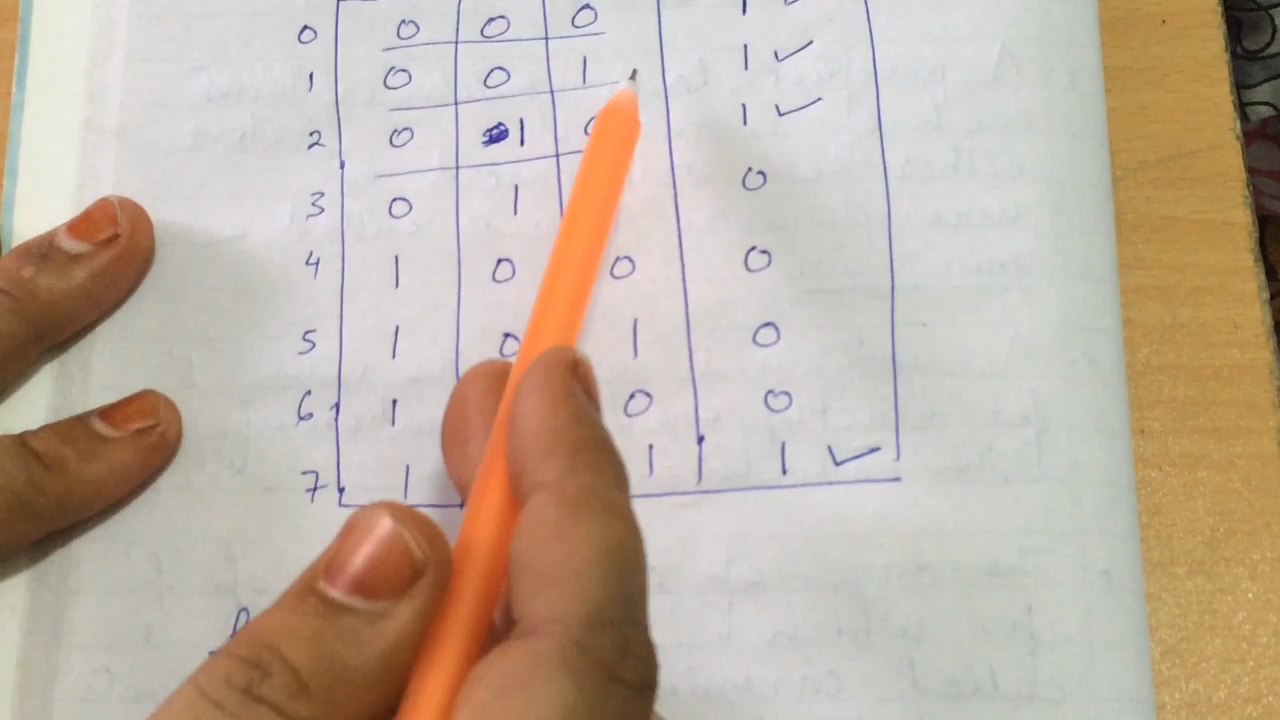 0 0 0 0 1 ✓
1 0 0 1 1 ✓
2 0 1 0 1 ✓
3 0 1 0
4 1 0 0 0
5 1 0 1 0
6 1 0 0
7 1 1 1 ✓